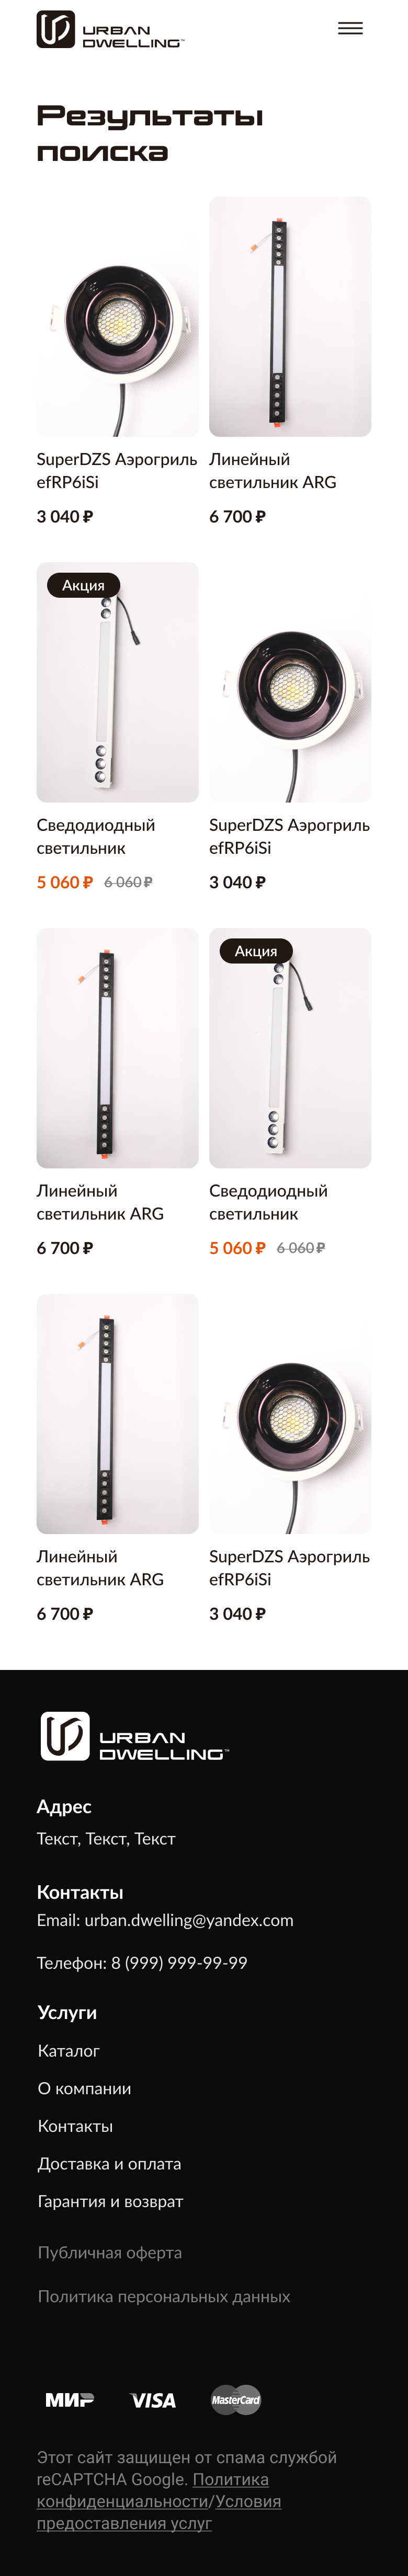 URBAN
DWELLING™
Результаты
поиска
SuperDZS Аэрогриль
efRP6iSi
3 040 ₽
Линейный
светильник ARG
6 700 ₽
Акция
Сведодиодный
светильник
5 060 ₽ 6 060 ₽
SuperDZS Аэрогриль
efRP6iSi
3 040 ₽
Линейный
светильник ARG
6 700 ₽
Акция
Сведодиодный
светильник
5 060 ₽ 6 060 ₽
Линейный
светильник ARG
6 700 ₽
SuperDZS Аэрогриль
efRP6iSi
3 040 ₽
URBAN
DWELLING™
Адрес
Текст, Текст, Текст
Контакты
Email: urban.dwelling@yandex.com
Телефон: 8 (999) 999-99-99
Услуги
Каталог
О компании
Контакты
Доставка и оплата
Гарантия и возврат
Публичная оферта
Политика персональных данных
МИР VISA MasterCard
Этот сайт защищен от спама службой
reCAPTCHA Google. Политика
конфиденциальности/Условия
предоставления услуг